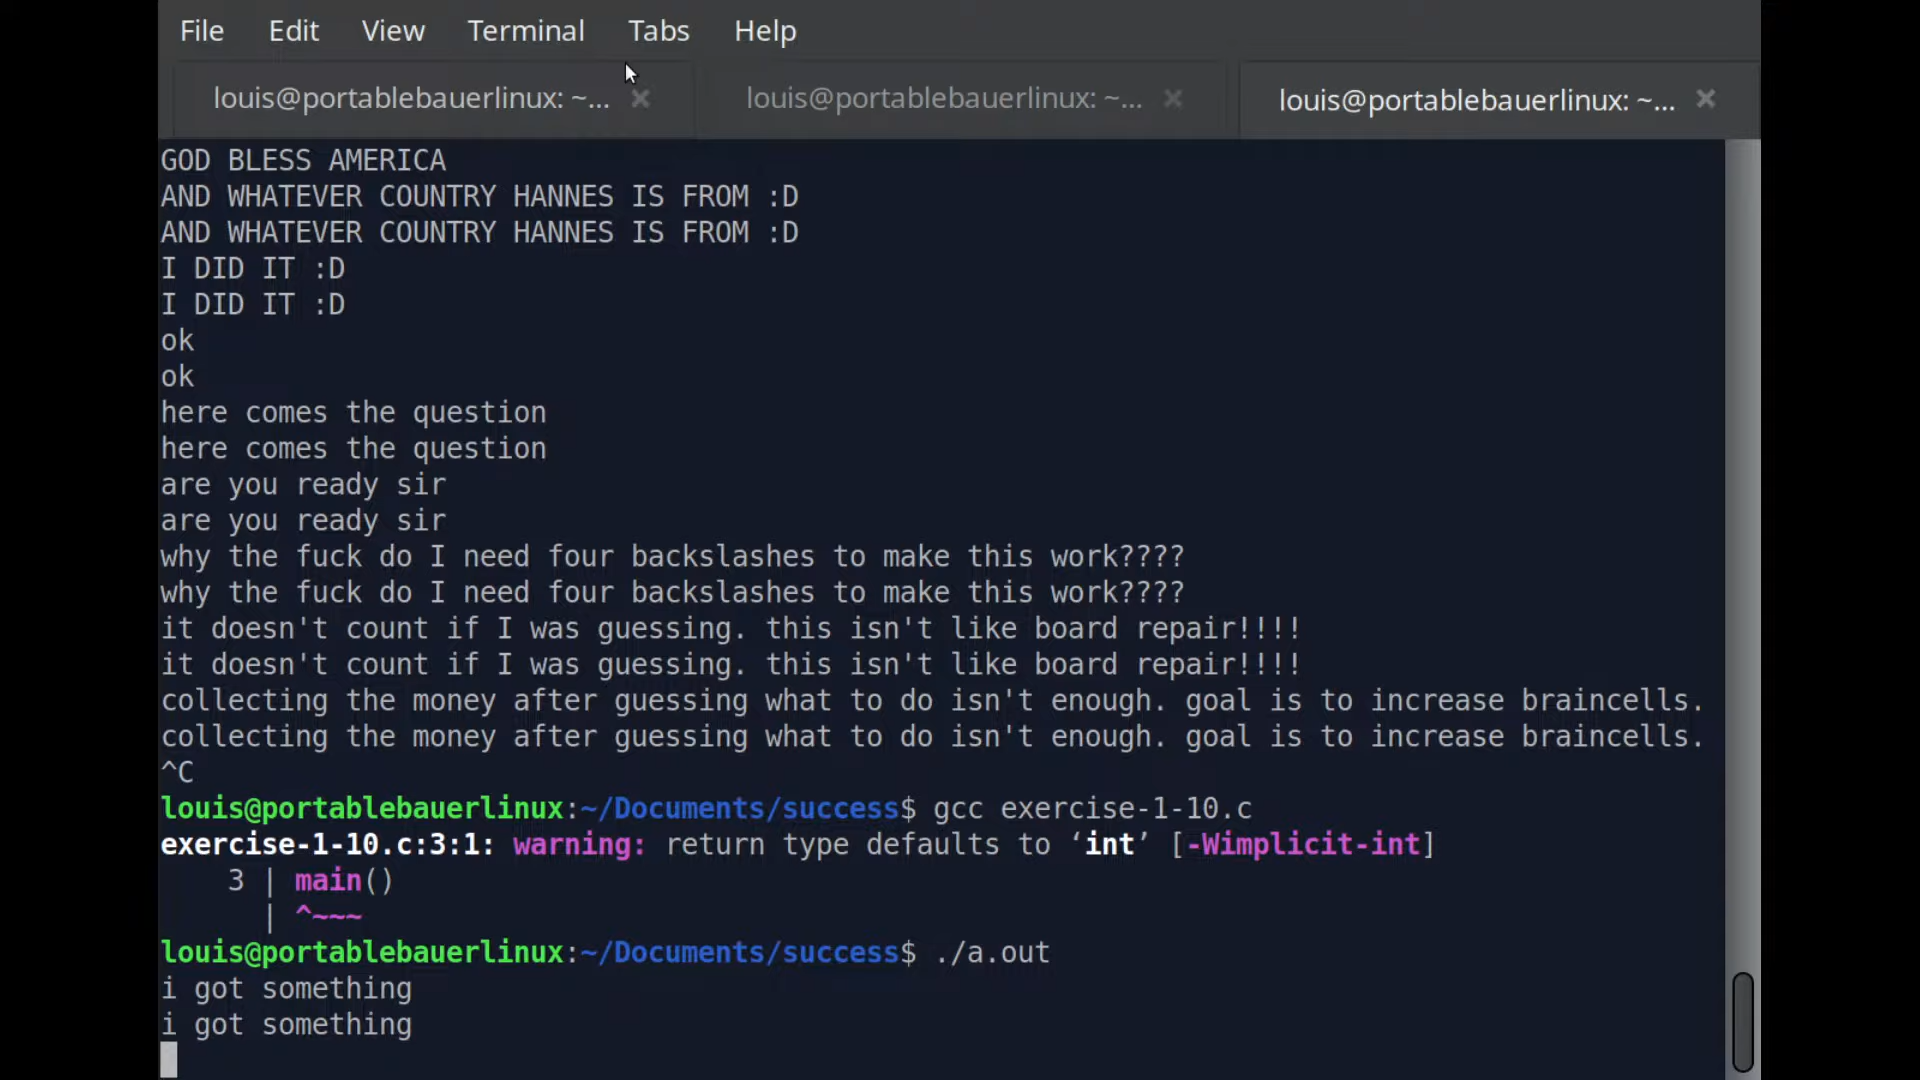 File Edit View Terminal Tabs Help
louis@portablebauerlinux: ~... × louis@portablebauerlinux: ~... × louis@portablebauerlinux: ~... ×
GOD BLESS AMERICA
AND WHATEVER COUNTRY HANNES IS FROM :D
AND WHATEVER COUNTRY HANNES IS FROM :D
I DID IT :D
I DID IT :D
ok
ok
here comes the question
here comes the question
are you ready sir
are you ready sir
why the fuck do I need four backslashes to make this work????
why the fuck do I need four backslashes to make this work????
it doesn't count if I was guessing. this isn't like board repair!!!!
it doesn't count if I was guessing. this isn't like board repair!!!!
collecting the money after guessing what to do isn't enough. goal is to increase braincells.
collecting the money after guessing what to do isn't enough. goal is to increase braincells.
^C
louis@portablebauerlinux:~/Documents/success$ gcc exercise-1-10.c
exercise-1-10.c:3:1: warning: return type defaults to ‘int’ [-Wimplicit-int]
    3 | main()
      | ^~~~
louis@portablebauerlinux:~/Documents/success$ ./a.out
i got something
i got something